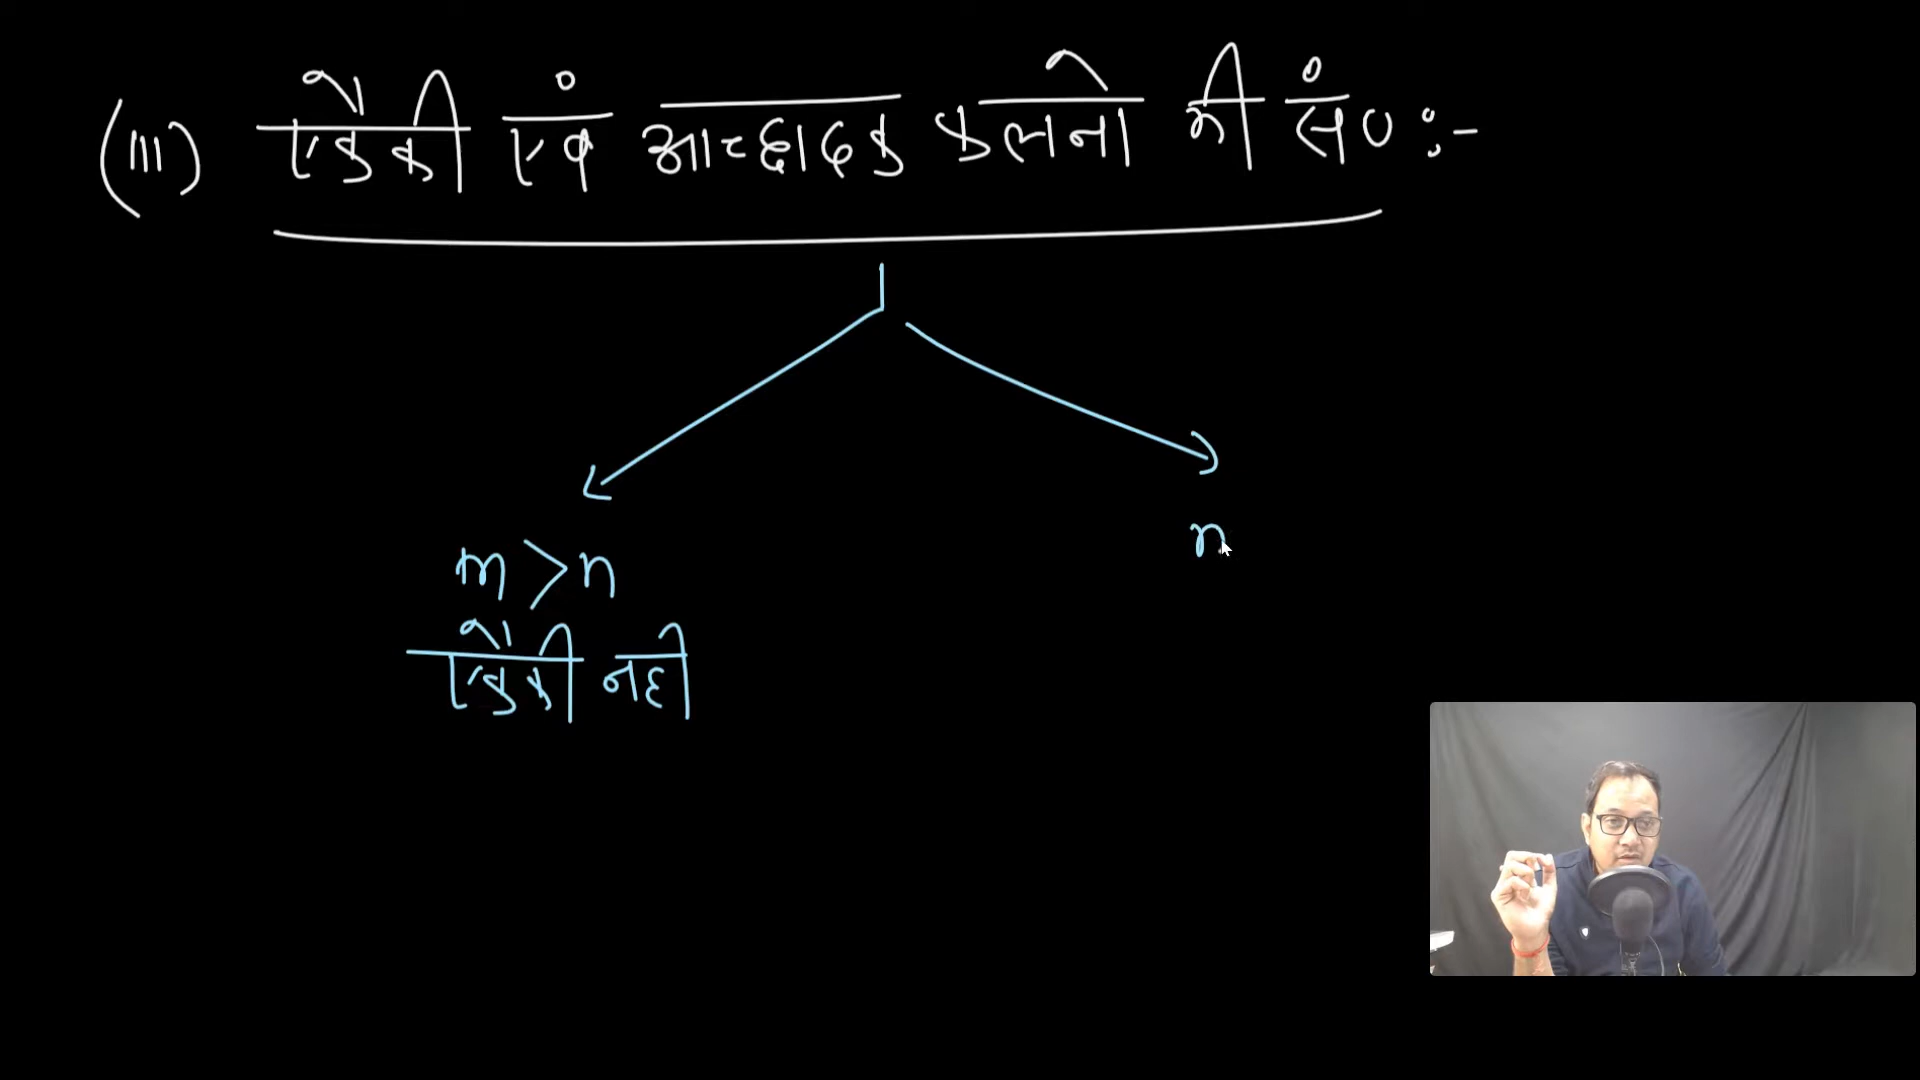 (III) एकैकी एवं आच्छादक फलनो की सं० :-
m > n
n
एकैकी नही